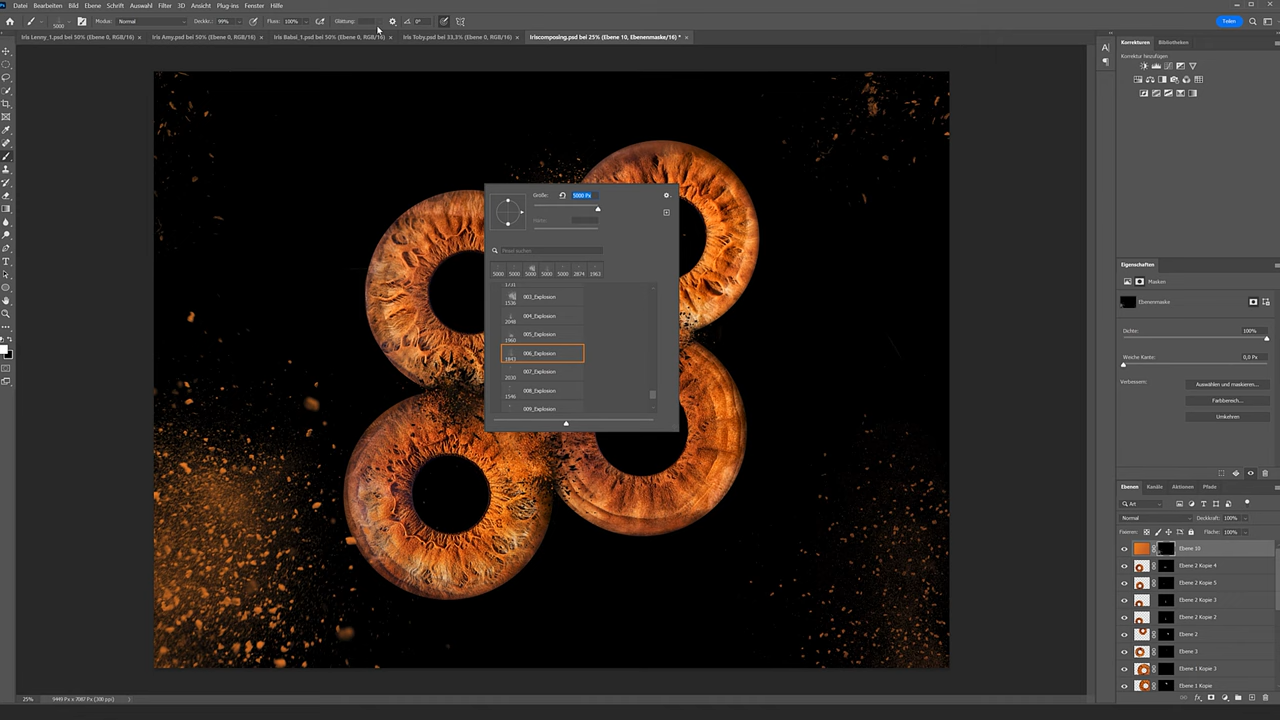 Datei Bearbeiten Bild Ebene Schrift Auswahl Filter 3D Ansicht Plug-ins Fenster Hilfe
5000 Modus: Normal Deckkr.: 99% Fluss: 100% Glättung: 0° Teilen
Iris Lenny_1.psd bei 50% (Ebene 0, RGB/16) × Iris Amy.psd bei 50% (Ebene 0, RGB/16) × Iris Babsi_1.psd bei 50% (Ebene 0, RGB/16) × Iris Toby.psd bei 33,3% (Ebene 0, RGB/16) × Iriscomposing.psd bei 25% (Ebene 10, Ebenenmaske/16) * ×
Größe: 5000 Px
Härte:
Pinsel suchen
5000 5000 5000 5000 5000 2874 1963
1731
003_Explosion
1536
004_Explosion
2048
005_Explosion
1960
006_Explosion
1843
007_Explosion
2030
008_Explosion
1546
009_Explosion
Korrekturen Bibliotheken
Korrektur hinzufügen
Eigenschaften
Masken
Ebenenmaske
Dichte: 100%
Weiche Kante: 0,0 Px
Verbessern: Auswählen und maskieren...
Farbbereich...
Umkehren
Ebenen Kanäle Aktionen Pfade
Art
Normal Deckkraft: 100%
Fixieren: Fläche: 100%
Ebene 10
Ebene 2 Kopie 4
Ebene 2 Kopie 5
Ebene 2 Kopie 3
Ebene 2 Kopie 2
Ebene 2
Ebene 3
Ebene 1 Kopie 3
Ebene 1 Kopie
25% 9449 Px x 7087 Px (300 ppi)